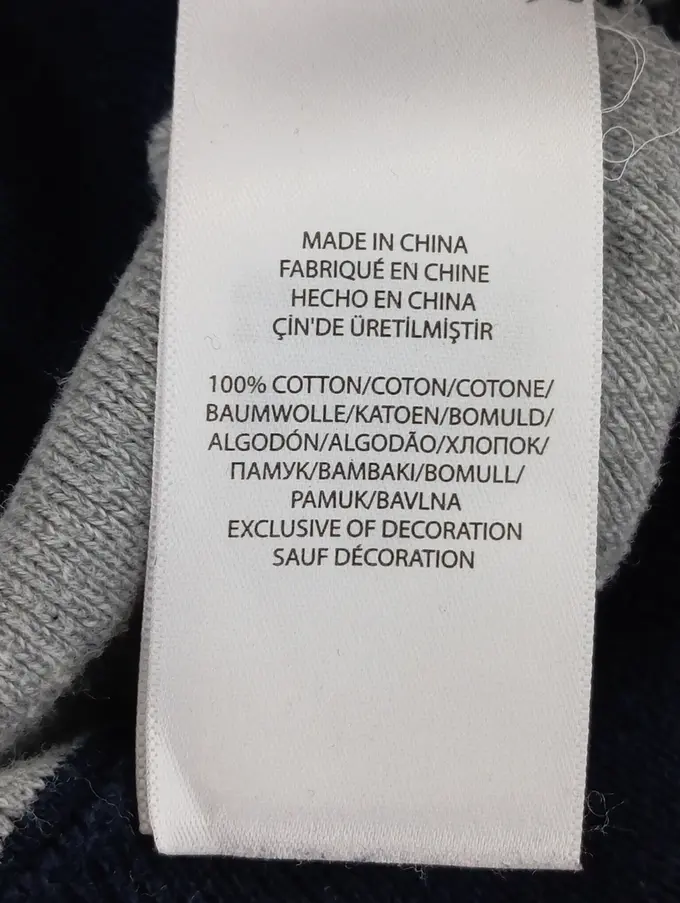 MADE IN CHINA
FABRIQUÉ EN CHINE
HECHO EN CHINA
ÇİN'DE ÜRETİLMİŞTİR
100% COTTON/COTON/COTONE/
BAUMWOLLE/KATOEN/BOMULD/
ALGODÓN/ALGODÃO/ХЛОПОК/
ПАМУК/BAMBAKI/BOMULL/
PAMUK/BAVLNA
EXCLUSIVE OF DECORATION
SAUF DÉCORATION